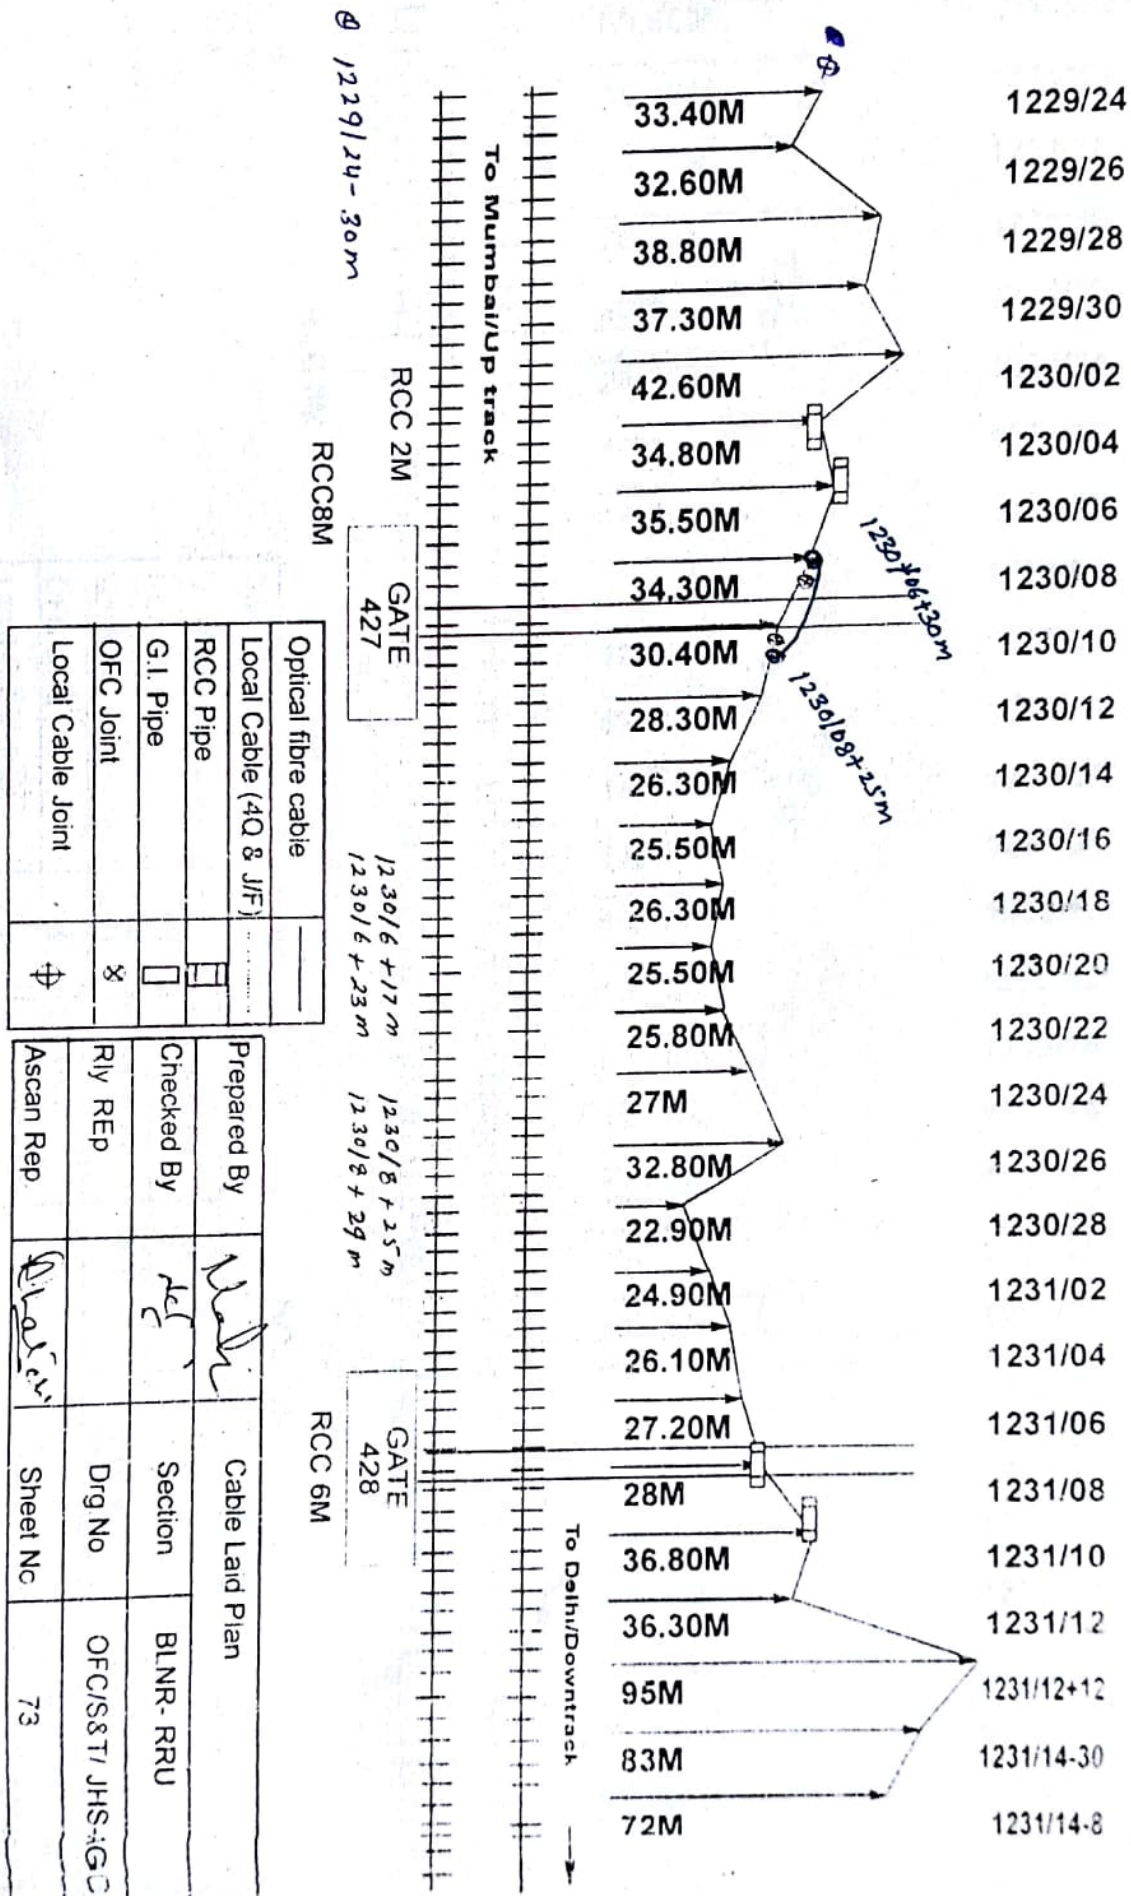 1229/24
1229/26
1229/28
1229/30
1230/02
1230/04
1230/06
1230/08
1230/10
1230/12
1230/14
1230/16
1230/18
1230/20
1230/22
1230/24
1230/26
1230/28
1231/02
1231/04
1231/06
1231/08
1231/10
1231/12
1231/12+12
1231/14-30
1231/14-8
1230/06+30m
1230/08+25m
33.40M
32.60M
38.80M
37.30M
42.60M
34.80M
35.50M
34.30M
30.40M
28.30M
26.30M
25.50M
26.30M
25.50M
25.80M
27M
32.80M
22.90M
24.90M
26.10M
27.20M
28M
36.80M
36.30M
95M
83M
72M
To Delhi/Downtrack
To Mumbai/Up track
RCC 2M
GATE
427
RCC8M
1229/24-30m
1230/6+17m
1230/6+23m
1230/8+25m
1230/8+29m
GATE
428
RCC 6M
Optical fibre cable
Local Cable (4Q & J/F)
RCC Pipe
G.I. Pipe
OFC Joint
Local Cable Joint
Prepared By
Cable Laid Plan
Checked By
Section BLNR- RRU
Rly REp
Drg.No OFC/S&T/ JHS-
Ascan Rep.
Sheet No 73